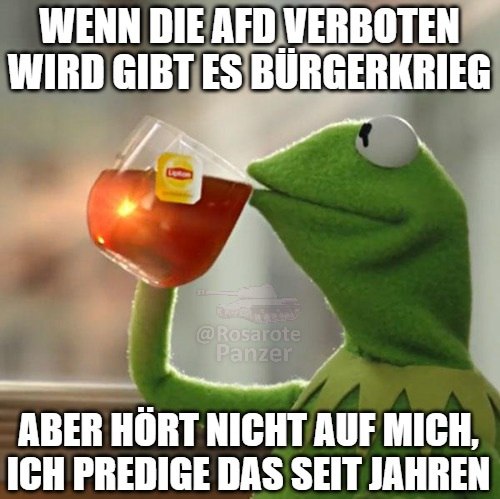 WENN DIE AFD VERBOTEN
WIRD GIBT ES BÜRGERKRIEG
Lipton
@Rosarote
Panzer
ABER HÖRT NICHT AUF MICH,
ICH PREDIGE DAS SEIT JAHREN